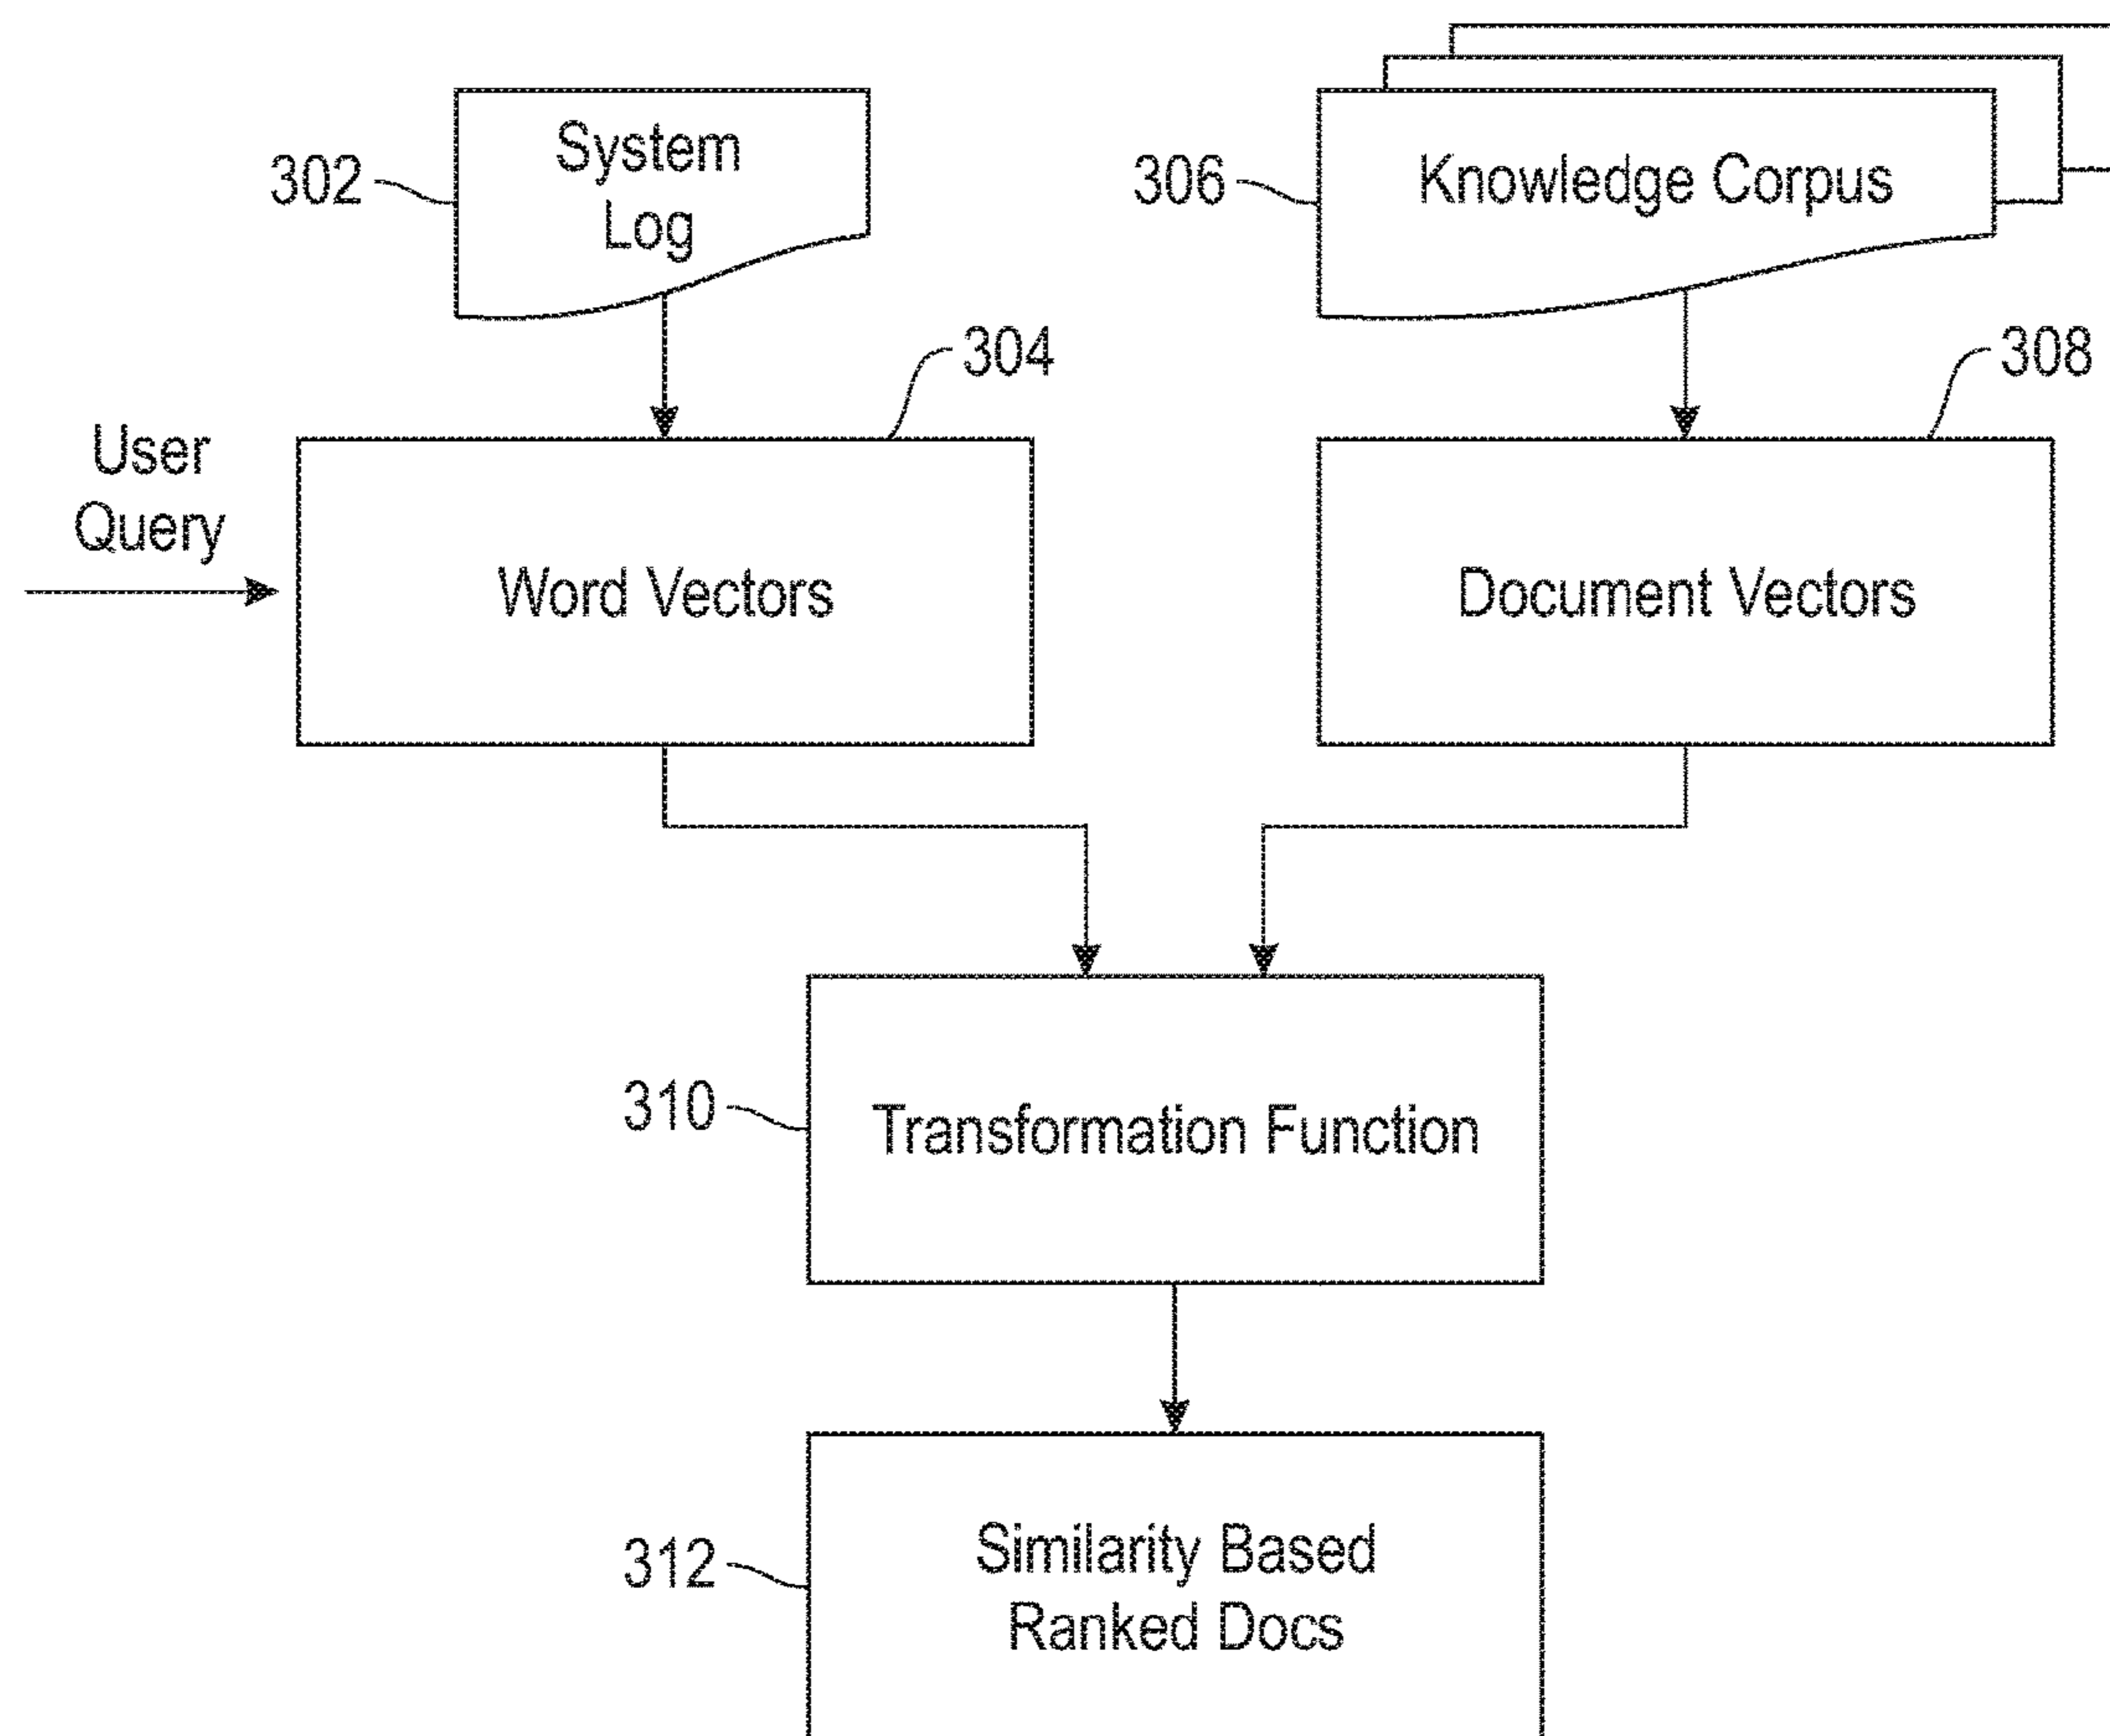 System
Log
302
306
Knowledge Corpus
304
308
User
Query
Word Vectors
Document Vectors
310
Transformation Function
312
Similarity Based
Ranked Docs